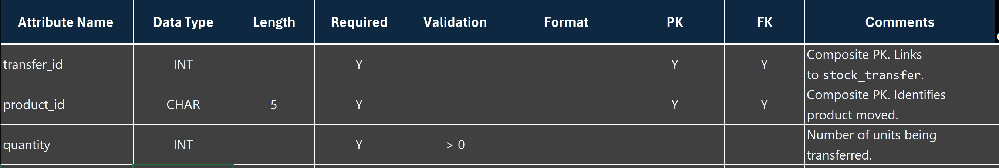 Attribute Name Data Type Length Required Validation Format PK FK Comments
transfer_id INT Y Y Y Composite PK. Links
to stock_transfer.
product_id CHAR 5 Y Y Y Composite PK. Identifies
product moved.
quantity INT Y > 0 Number of units being
transferred.